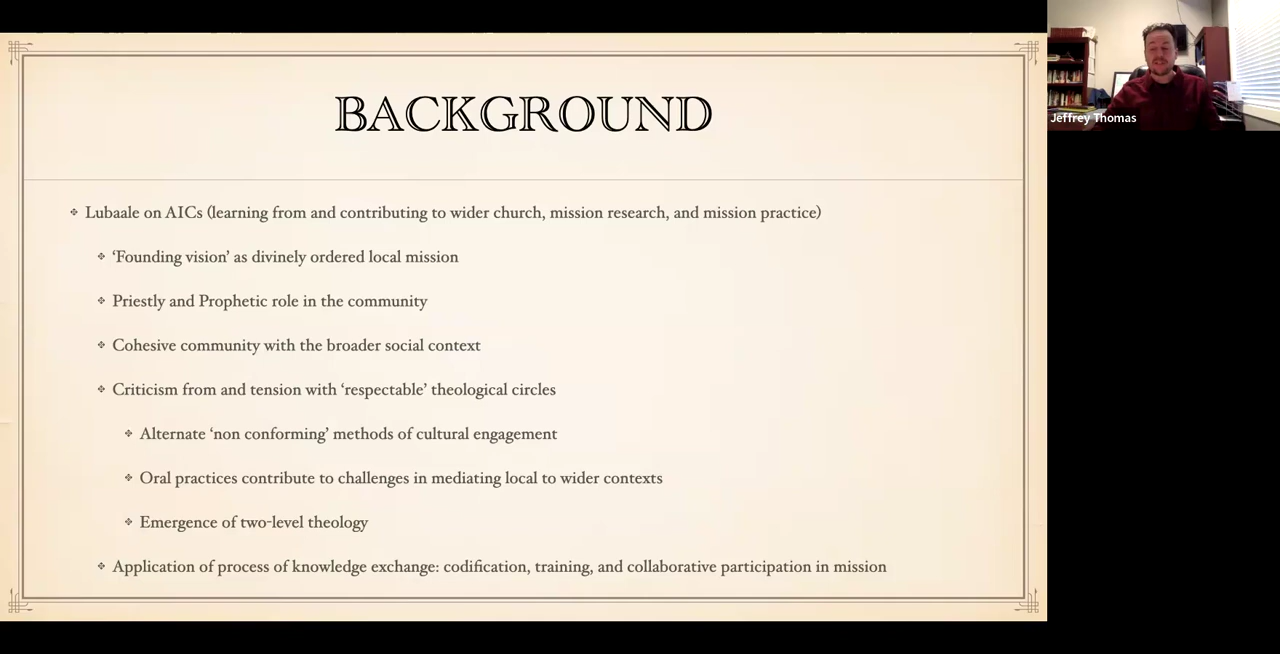 BACKGROUND
Lubaale on AICs (learning from and contributing to wider church, mission research, and mission practice)
‘Founding vision’ as divinely ordered local mission
Priestly and Prophetic role in the community
Cohesive community with the broader social context
Criticism from and tension with ‘respectable’ theological circles
Alternate ‘non conforming’ methods of cultural engagement
Oral practices contribute to challenges in mediating local to wider contexts
Emergence of two-level theology
Application of process of knowledge exchange: codification, training, and collaborative participation in mission
Jeffrey Thomas